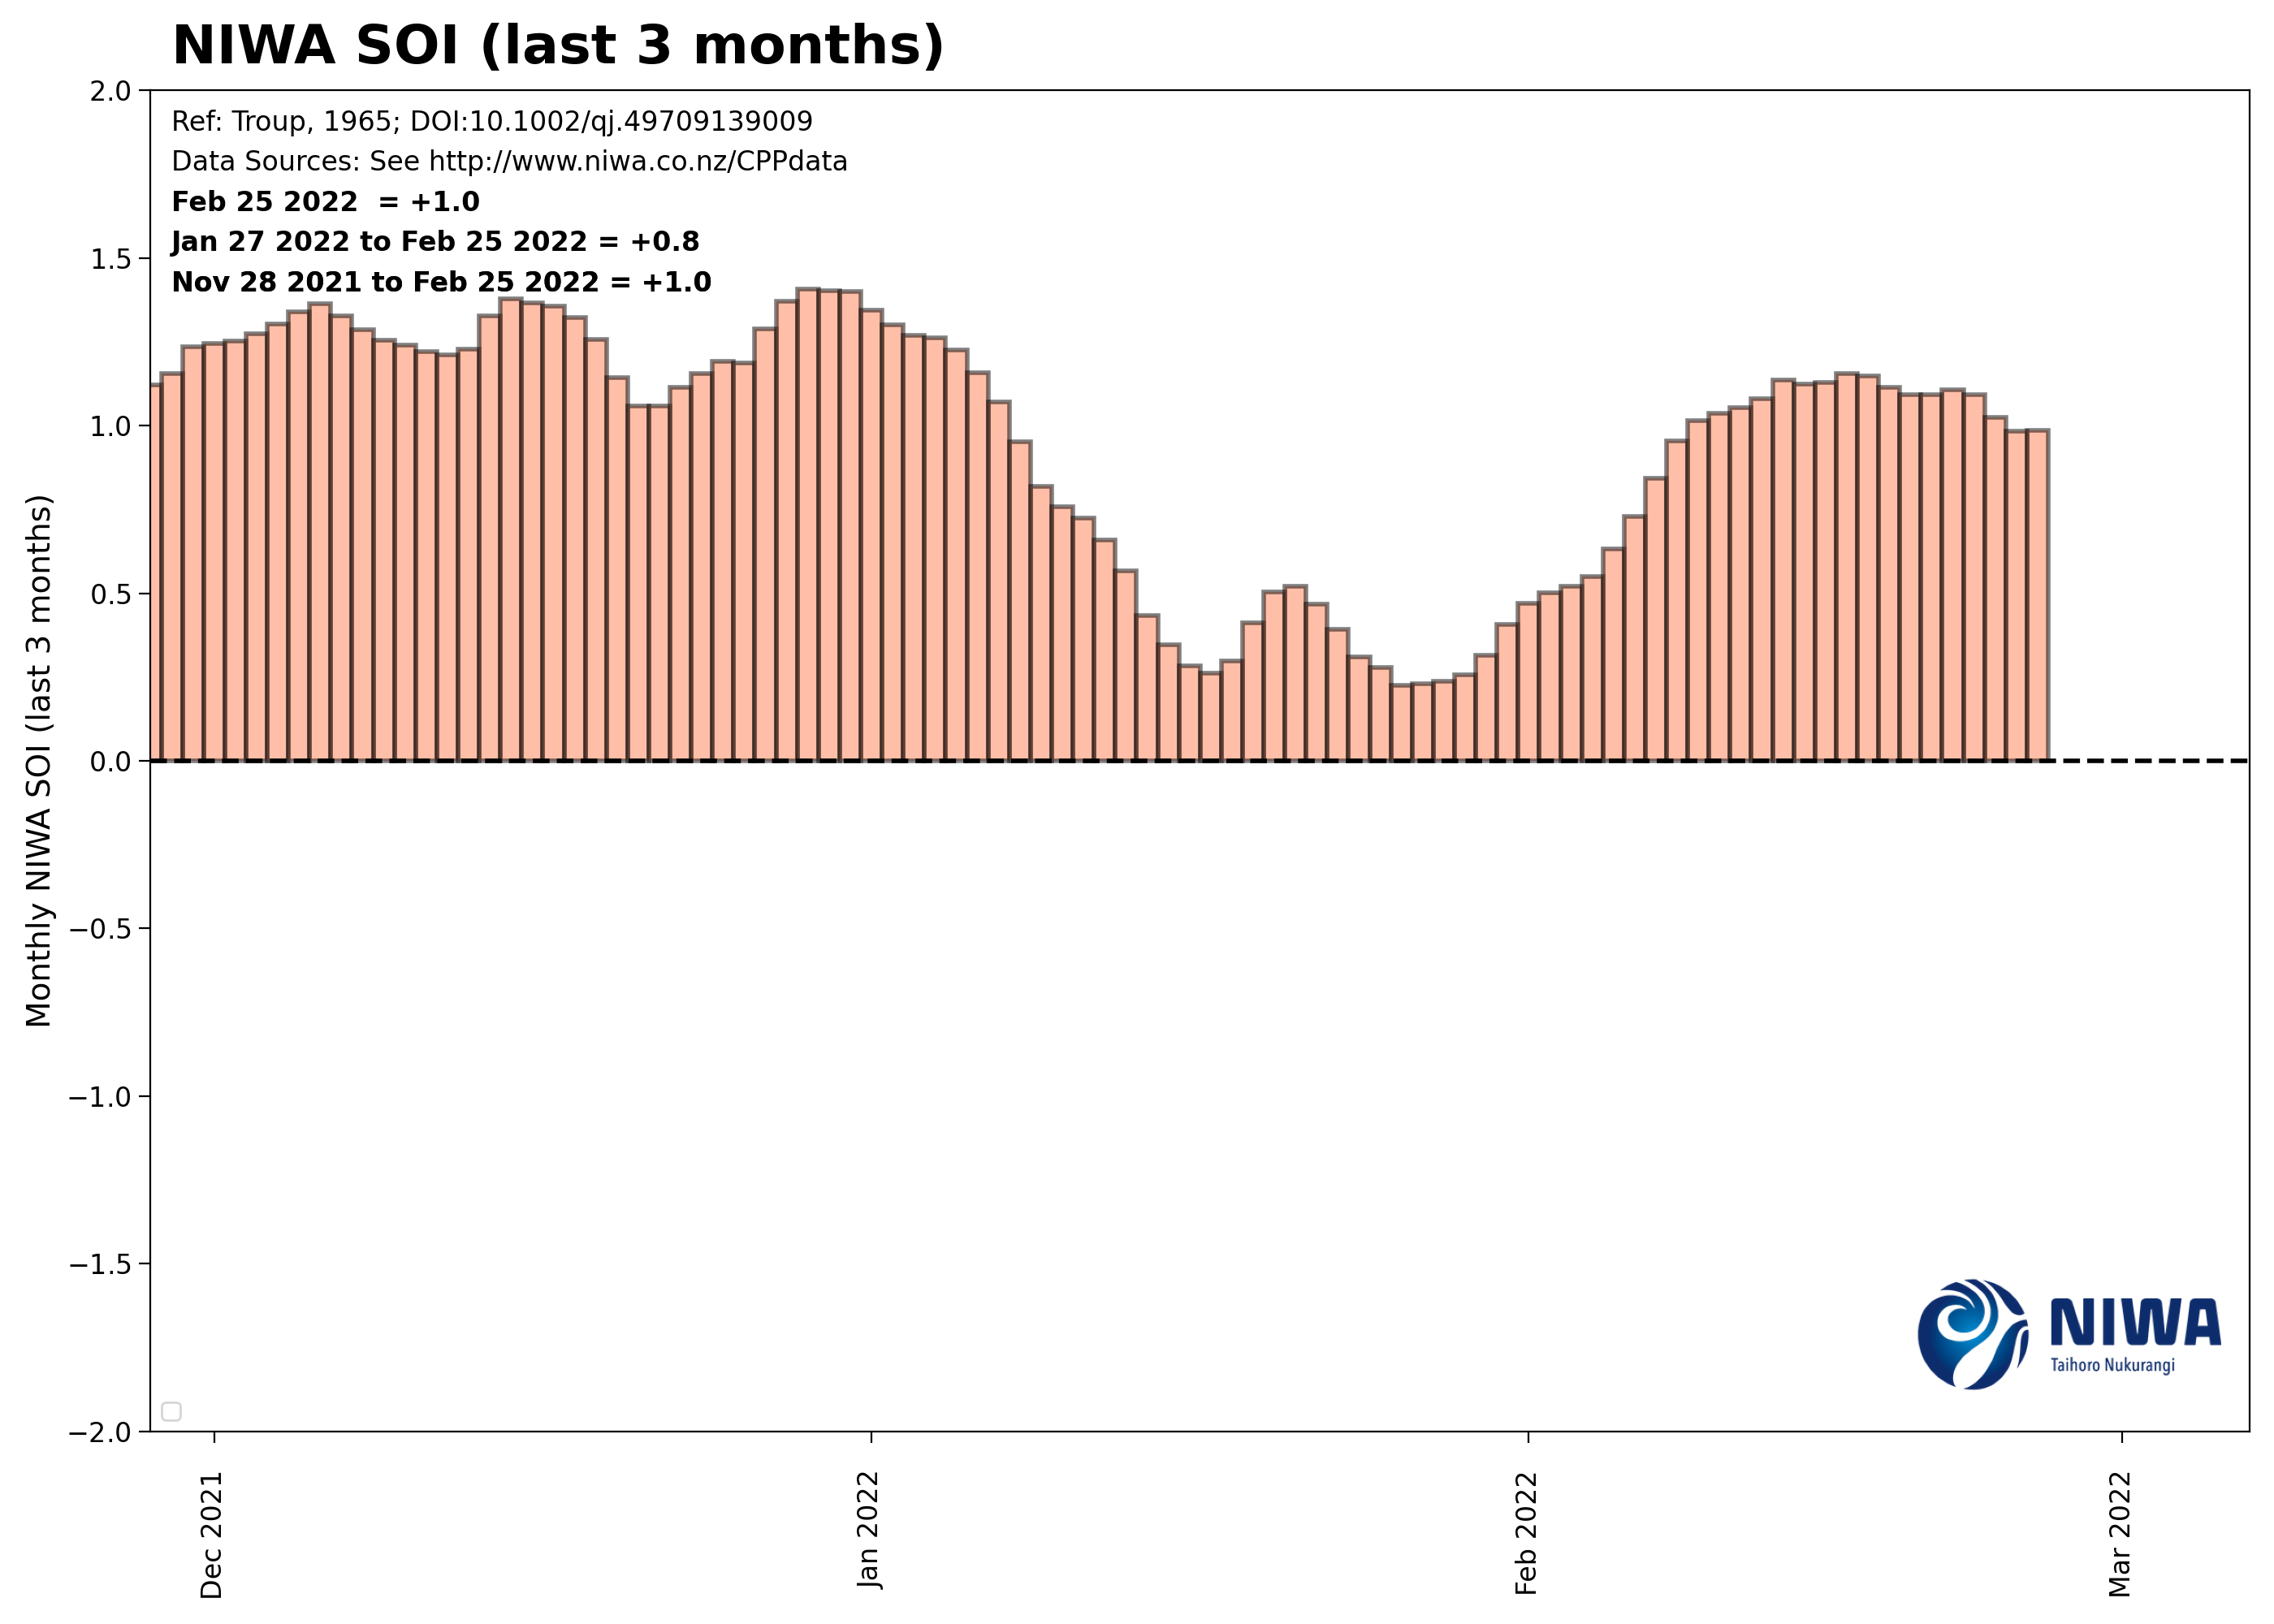 NIWA SOI (last 3 months)
Ref: Troup, 1965; DOI:10.1002/qj.49709139009
Data Sources: See http://www.niwa.co.nz/CPPdata
Feb 25 2022  = +1.0
Jan 27 2022 to Feb 25 2022 = +0.8
Nov 28 2021 to Feb 25 2022 = +1.0
Monthly NIWA SOI (last 3 months)
2.0
1.5
1.0
0.5
0.0
−0.5
−1.0
−1.5
−2.0
NIWA
Taihoro Nukurangi
Dec 2021
Jan 2022
Feb 2022
Mar 2022